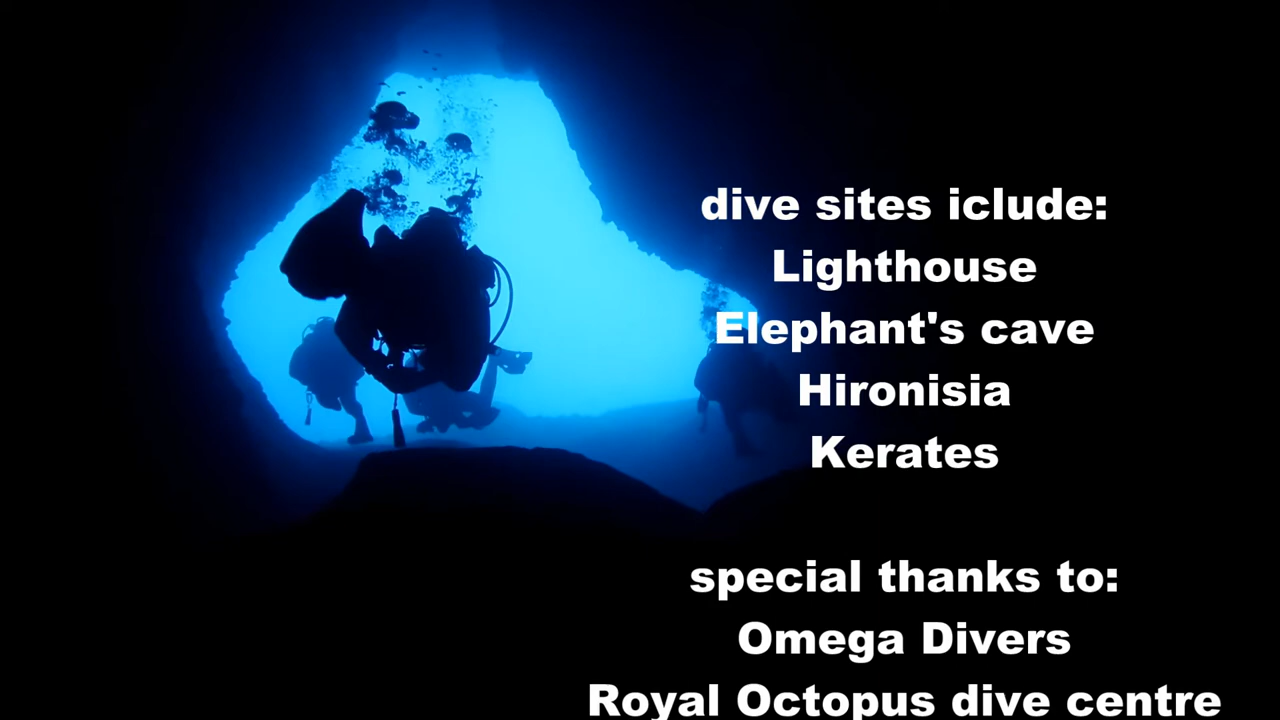 dive sites iclude:
Lighthouse
Elephant's cave
Hironisia
Kerates
special thanks to:
Omega Divers
Royal Octopus dive centre